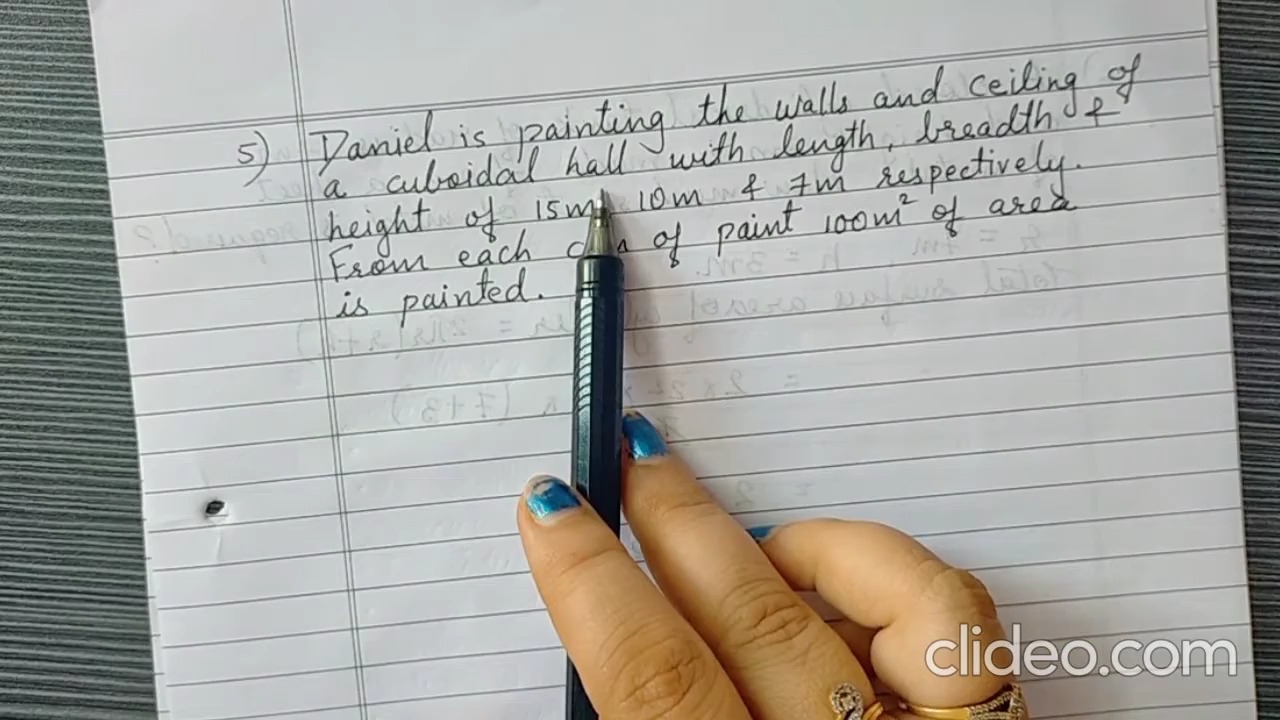 5) Daniel is painting the walls and ceiling of
a cuboidal hall with length, breadth &
height of 15m, 10m & 7m respectively.
From each of paint 100m² of area
is painted.
clideo.com